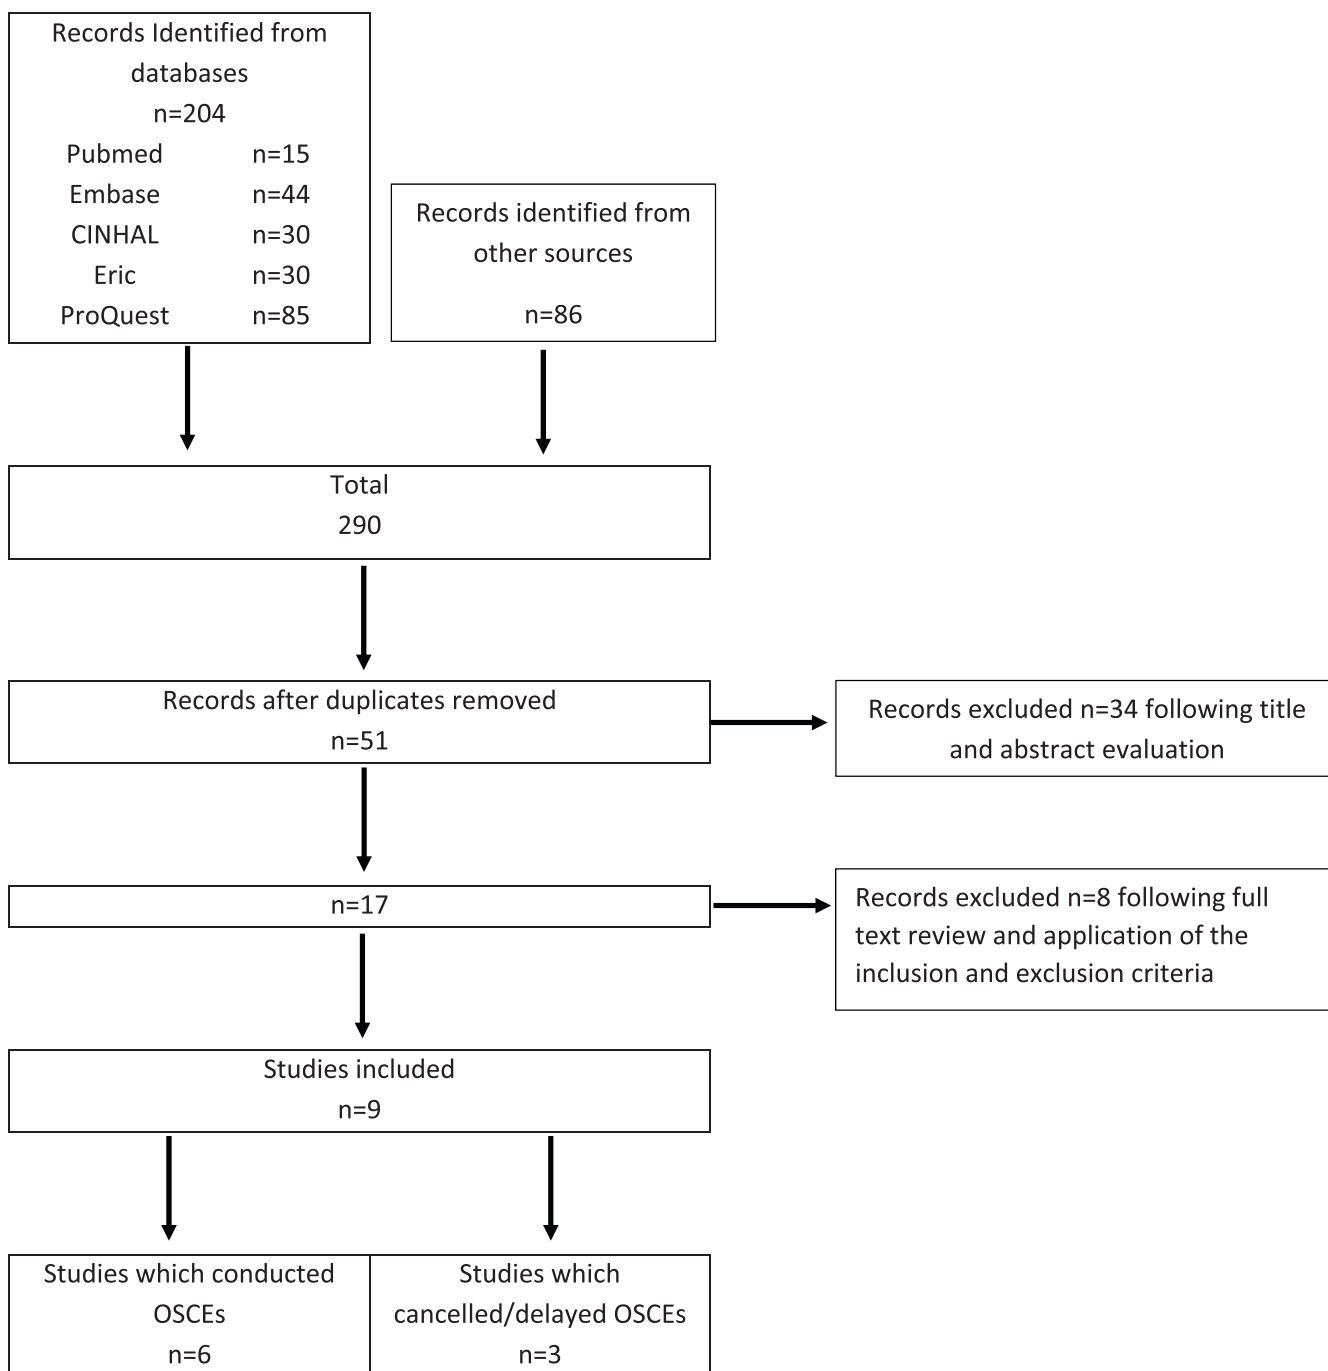 Records Identified from
databases
n=204
Pubmed n=15
Embase n=44
CINHAL n=30
Eric n=30
ProQuest n=85
Records identified from
other sources
n=86
Total
290
Records after duplicates removed
n=51
Records excluded n=34 following title
and abstract evaluation
n=17
Records excluded n=8 following full
text review and application of the
inclusion and exclusion criteria
Studies included
n=9
Studies which conducted
OSCEs
n=6
Studies which
cancelled/delayed OSCEs
n=3